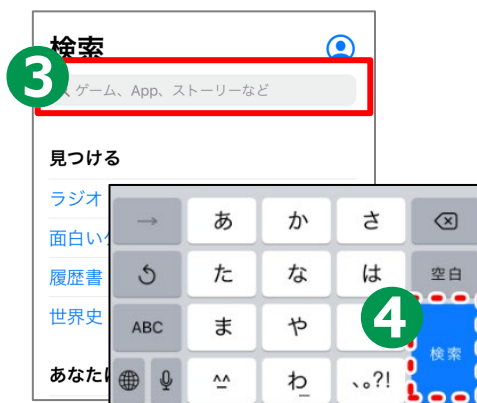 検索
3
ゲーム、App、ストーリーなど
見つける
ラジオ
面白い
履歴書
世界史
あなた
→ あ か さ
た な は 空白
ABC ま や 4 検索
^^ わ_ 、。?!